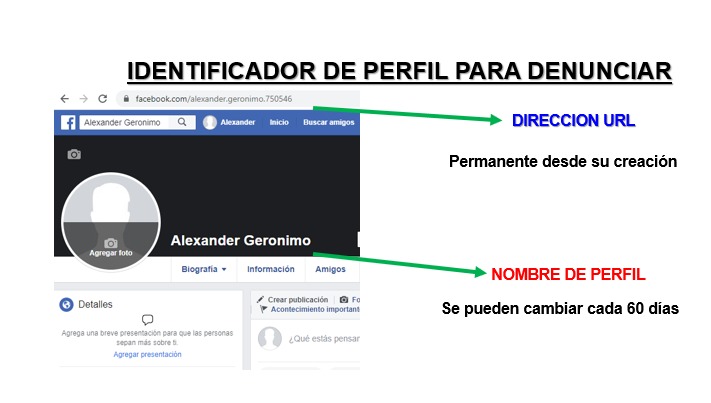 IDENTIFICADOR DE PERFIL PARA DENUNCIAR
facebook.com/alexander.geronimo.750546
DIRECCION URL
Alexander Geronimo
Alexander Inicio Buscar amigos
Permanente desde su creación
Agregar foto
Alexander Geronimo
Biografía Información Amigos
NOMBRE DE PERFIL
Se pueden cambiar cada 60 días
Detalles
Agrega una breve presentación para que las personas
sepan más sobre ti.
Agregar presentación
Crear publicación Fo
Acontecimiento importante
¿Qué estás pensan